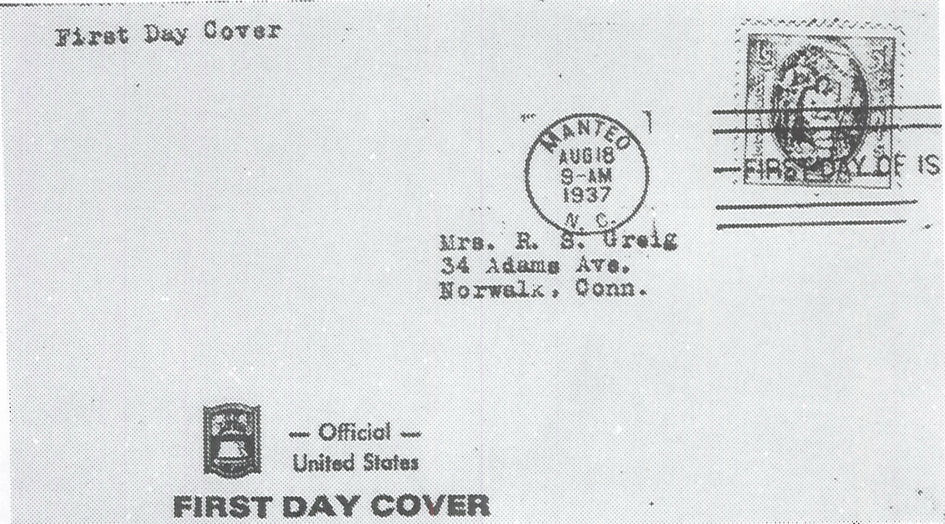 First Day Cover
MANTEO
AUG 18
9-AM
1937
N. C.
FIRST DAY OF IS
Mrs. R. S. Greig
34 Adams Ave.
Norwalk, Conn.
— Official —
United States
FIRST DAY COVER